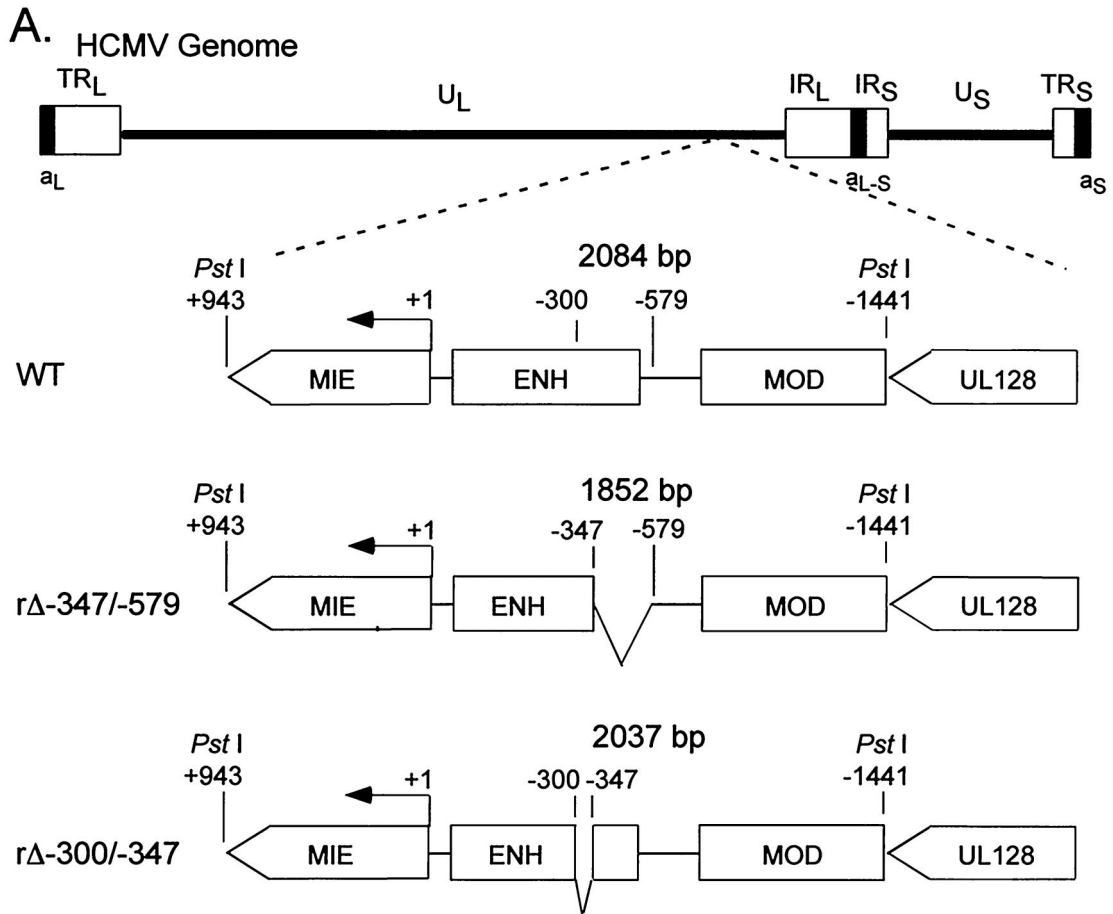 A.
HCMV Genome
TRL UL IRL IRS US TRS
aL aL-S aS
2084 bp
Pst I Pst I
+943 +1 -300 -579 -1441
WT MIE ENH MOD UL128
1852 bp
Pst I Pst I
+943 +1 -347 -579 -1441
rΔ-347/-579 MIE ENH MOD UL128
2037 bp
Pst I Pst I
+943 +1 -300 -347 -1441
rΔ-300/-347 MIE ENH MOD UL128